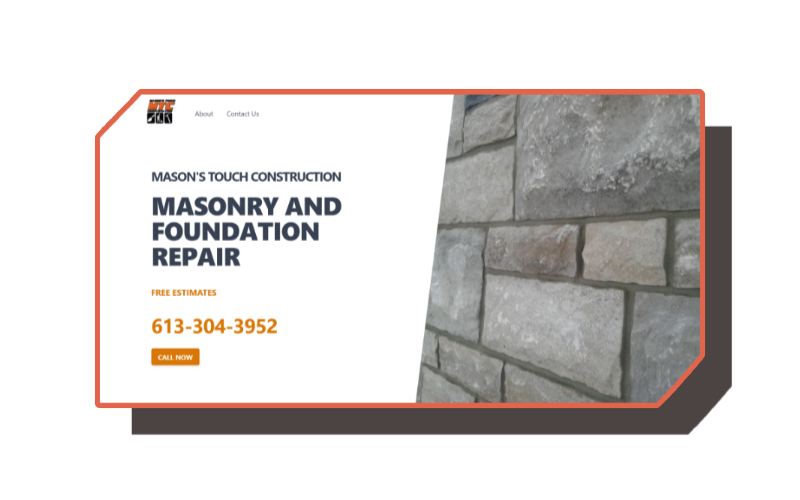 MTC
About
Contact Us
MASON'S TOUCH CONSTRUCTION
MASONRY AND
FOUNDATION
REPAIR
FREE ESTIMATES
613-304-3952
CALL NOW